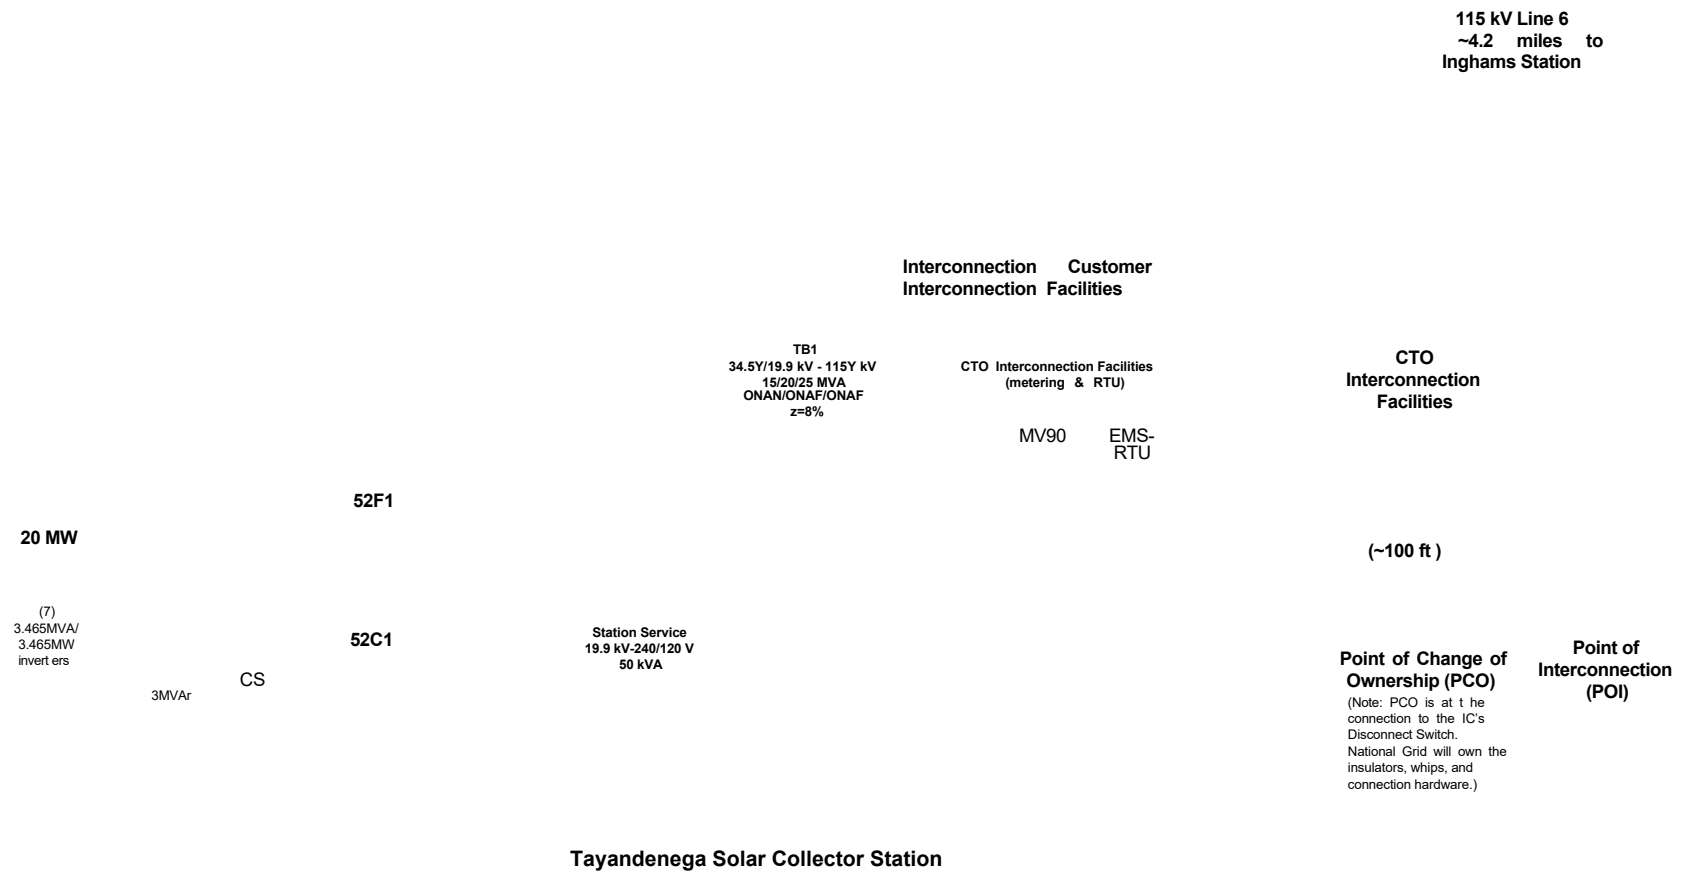 115 kV Line 6
~4.2 miles to
Inghams Station
Interconnection Customer
Interconnection Facilities
TB1
34.5Y/19.9 kV - 115Y kV
15/20/25 MVA
ONAN/ONAF/ONAF
z=8%
CTO Interconnection Facilities
(metering & RTU)
CTO
Interconnection
Facilities
MV90
EMS-
RTU
52F1
20 MW
(~100 ft )
(7)
3.465MVA/
3.465MW
invert ers
52C1
CS
3MVAr
Station Service
19.9 kV-240/120 V
50 kVA
Point of Change of
Ownership (PCO)
(Note: PCO is at t he
connection to the IC's
Disconnect Switch.
National Grid will own the
insulators, whips, and
connection hardware.)
Point of
Interconnection
(POI)
Tayandenega Solar Collector Station